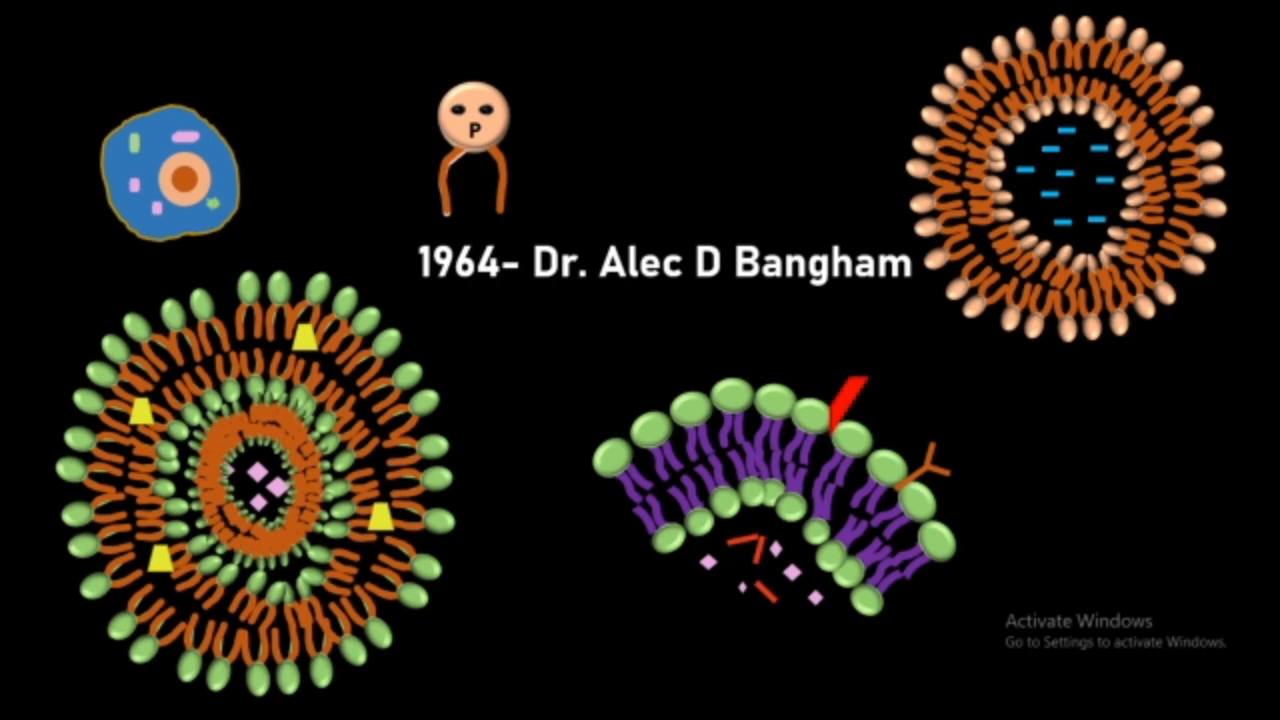 P
1964- Dr. Alec D Bangham
Activate Windows
Go to Settings to activate Windows.